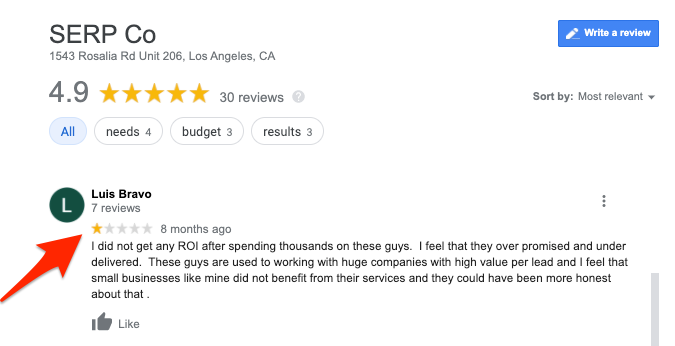 SERP Co
Write a review
1543 Rosalia Rd Unit 206, Los Angeles, CA
4.9 30 reviews ?
Sort by: Most relevant
All needs 4 budget 3 results 3
L
Luis Bravo
7 reviews
8 months ago
I did not get any ROI after spending thousands on these guys. I feel that they over promised and under
delivered. These guys are used to working with huge companies with high value per lead and I feel that
small businesses like mine did not benefit from their services and they could have been more honest
about that .
Like